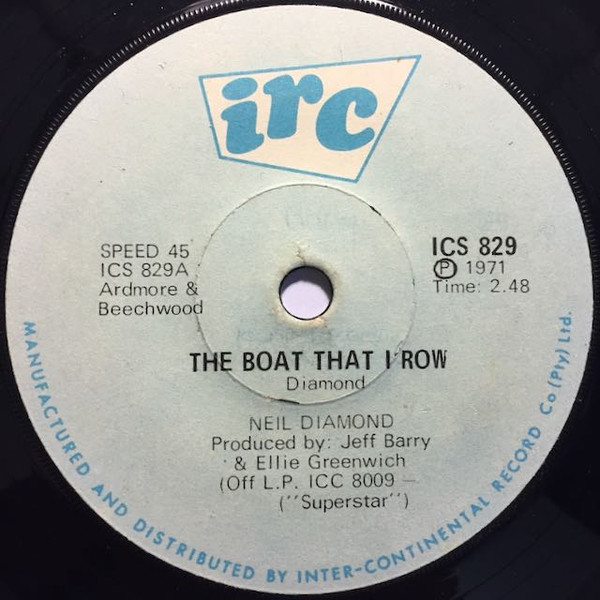 irc
SPEED 45
ICS 829A
Ardmore &
Beechwood
ICS 829
Ⓟ 1971
Time: 2.48
THE BOAT THAT I ROW
Diamond
NEIL DIAMOND
Produced by: Jeff Barry
& Ellie Greenwich
(Off L.P. ICC 8009 –
(''Superstar'')
MANUFACTURED AND DISTRIBUTED BY INTER-CONTINENTAL RECORD Co (Pty) Ltd.